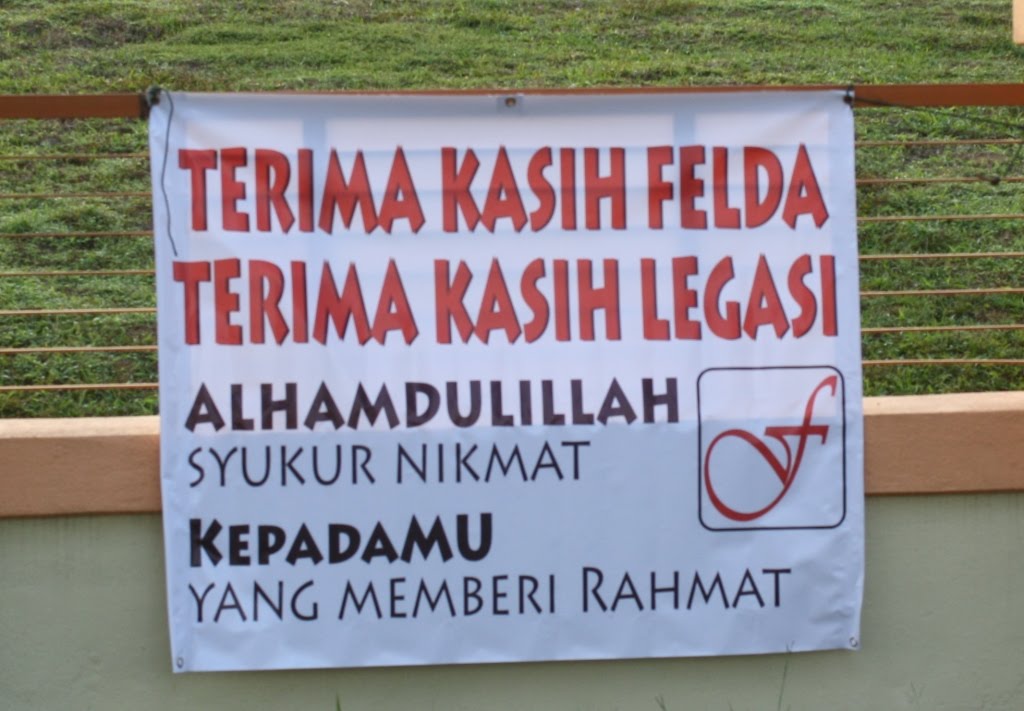 TERIMA KASIH FELDA
TERIMA KASIH LEGASI
ALHAMDULILLAH
SYUKUR NIKMAT
KEPADAMU
YANG MEMBERI RAHMAT